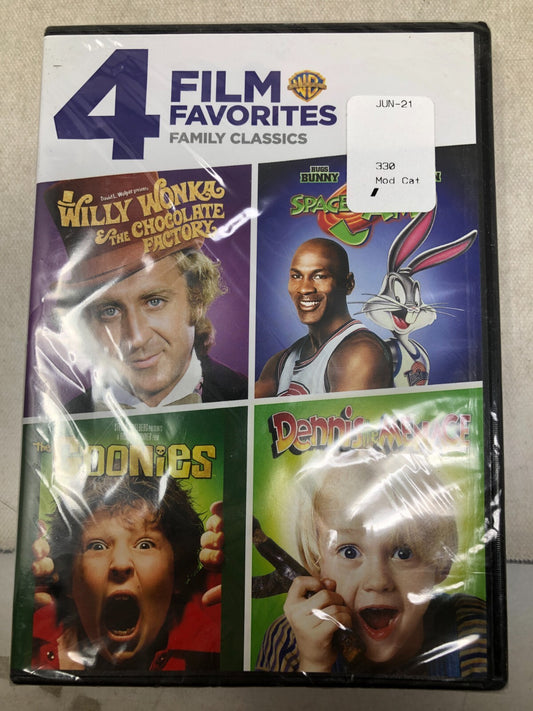 4 FILM
FAVORITES
FAMILY CLASSICS
WB
JUN-21
330
Mod Cat
WILLY WONKA
& THE CHOCOLATE
FACTORY
BUGS
BUNNY
SPACE
The GOONIES
Dennis the MENACE